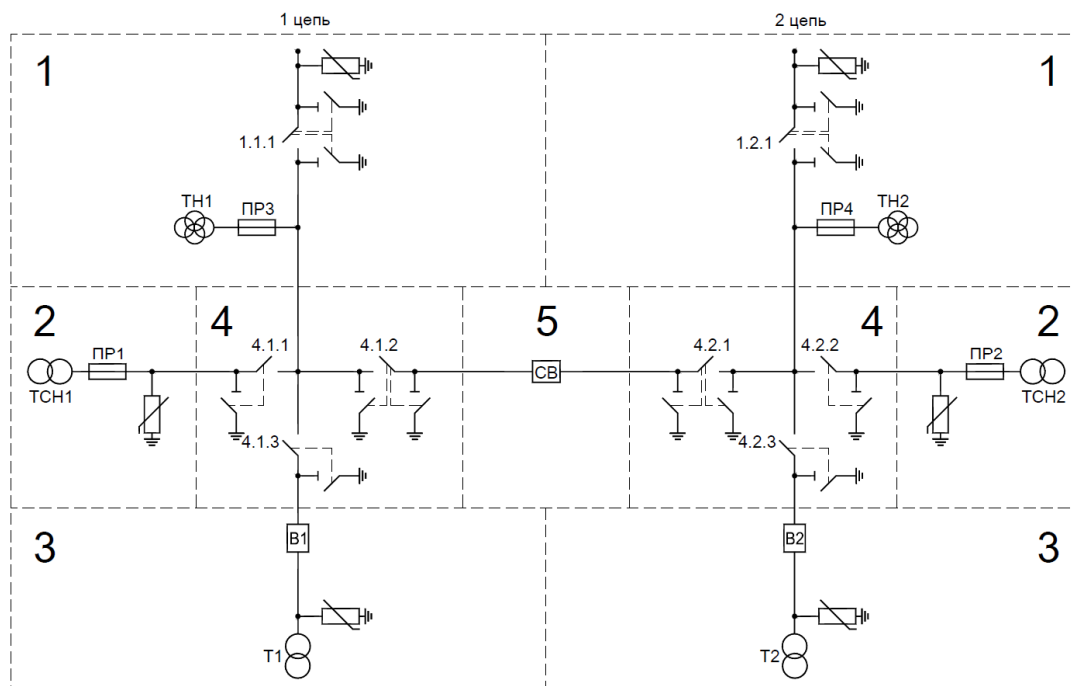 1 цепь 2 цепь
1 1
1.1.1 1.2.1
ТН1 ПР3 ПР4 ТН2
2 4 5 4 2
ПР1 4.1.1 4.1.2 4.2.1 4.2.2 ПР2
ТСН1 СВ ТСН2
4.1.3 4.2.3
В1 В2
3 3
Т1 Т2